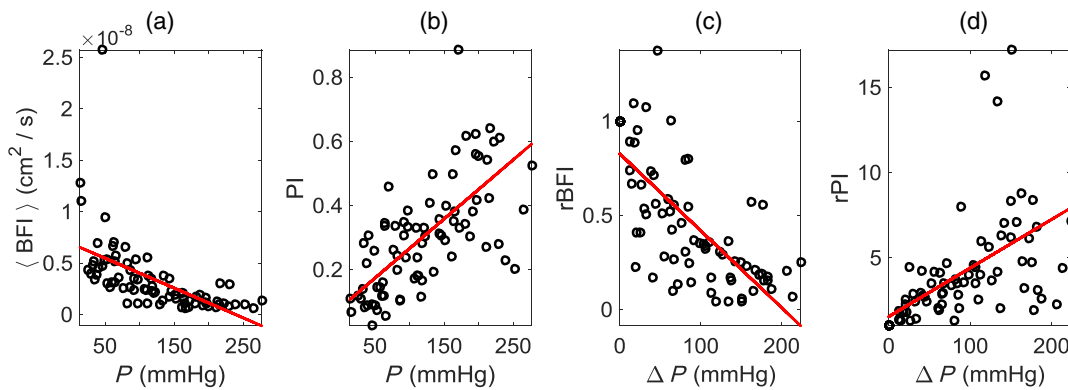 (a)
×10⁻⁸
2.5
2
1.5
1
0.5
0
50 150 250
P (mmHg)
⟨ BFI ⟩ (cm² / s)
(b)
0.8
0.6
0.4
0.2
50 150 250
P (mmHg)
PI
(c)
1
0.5
0
0 100 200
Δ P (mmHg)
rBFI
(d)
15
10
5
0 100 200
Δ P (mmHg)
rPI